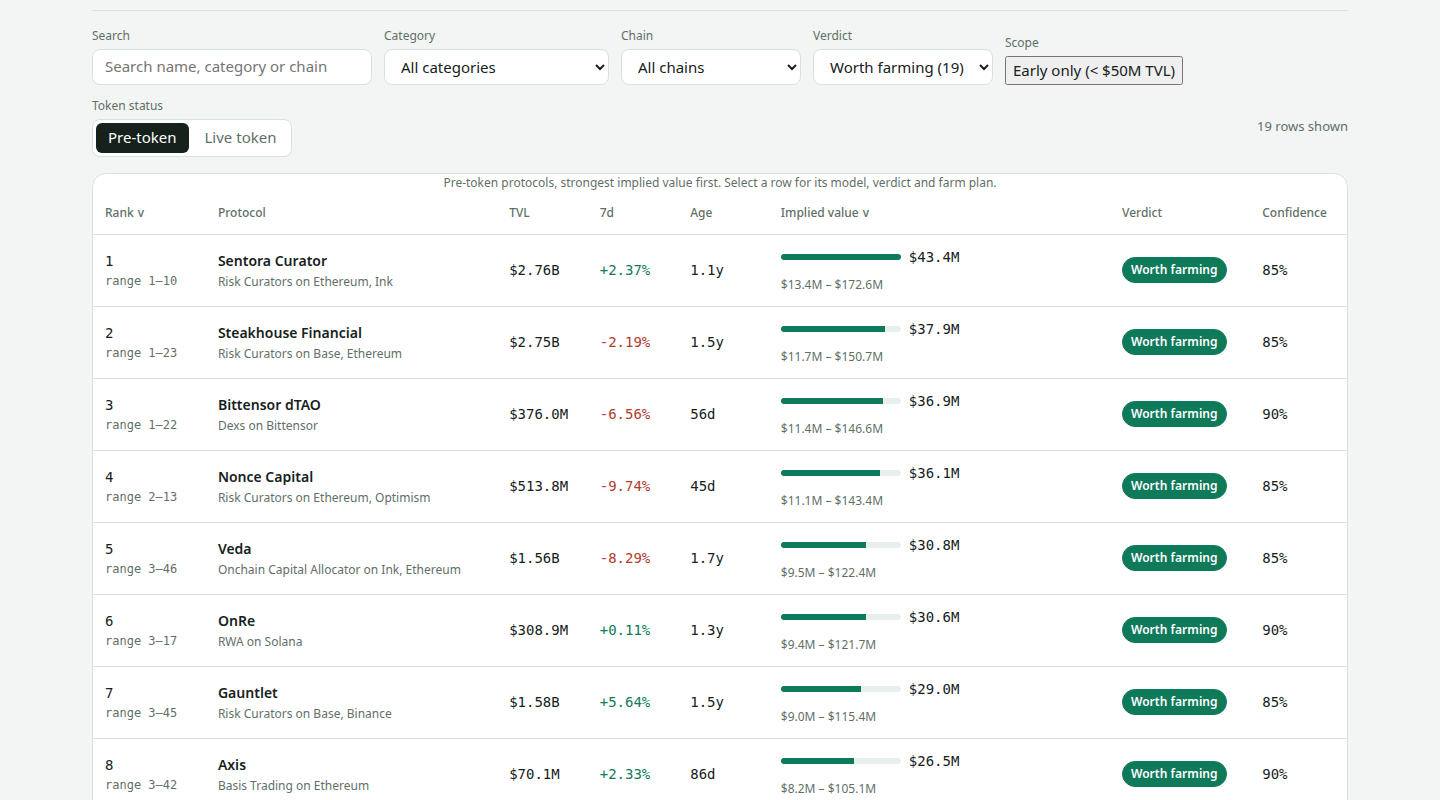 Search
Category
Chain
Verdict
Scope
Search name, category or chain
All categories
All chains
Worth farming (19)
Early only (< $50M TVL)
Token status
Pre-token
Live token
19 rows shown
Pre-token protocols, strongest implied value first. Select a row for its model, verdict and farm plan.
Rank v Protocol TVL 7d Age Implied value v Verdict Confidence
1 Sentora Curator $2.76B +2.37% 1.1y $43.4M Worth farming 85%
range 1–10 Risk Curators on Ethereum, Ink $13.4M – $172.6M
2 Steakhouse Financial $2.75B -2.19% 1.5y $37.9M Worth farming 85%
range 1–23 Risk Curators on Base, Ethereum $11.7M – $150.7M
3 Bittensor dTAO $376.0M -6.56% 56d $36.9M Worth farming 90%
range 1–22 Dexs on Bittensor $11.4M – $146.6M
4 Nonce Capital $513.8M -9.74% 45d $36.1M Worth farming 85%
range 2–13 Risk Curators on Ethereum, Optimism $11.1M – $143.4M
5 Veda $1.56B -8.29% 1.7y $30.8M Worth farming 85%
range 3–46 Onchain Capital Allocator on Ink, Ethereum $9.5M – $122.4M
6 OnRe $308.9M +0.11% 1.3y $30.6M Worth farming 90%
range 3–17 RWA on Solana $9.4M – $121.7M
7 Gauntlet $1.58B +5.64% 1.5y $29.0M Worth farming 85%
range 3–45 Risk Curators on Base, Binance $9.0M – $115.4M
8 Axis $70.1M +2.33% 86d $26.5M Worth farming 90%
range 3–42 Basis Trading on Ethereum $8.2M – $105.1M